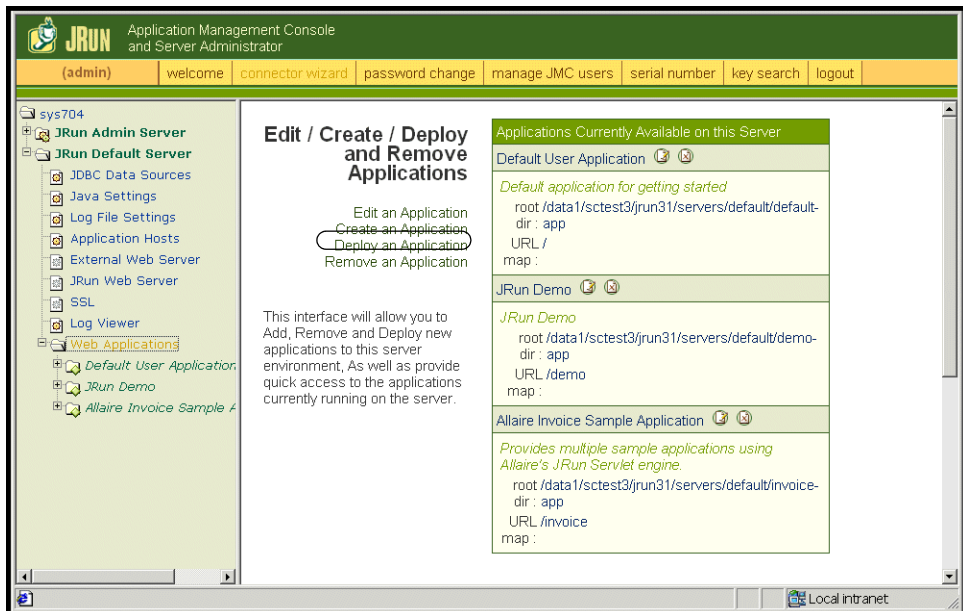 JRUN
Application Management Console
and Server Administrator
(admin)
welcome
connector wizard
password change
manage JMC users
serial number
key search
logout
sys704
JRun Admin Server
JRun Default Server
JDBC Data Sources
Java Settings
Log File Settings
Application Hosts
External Web Server
JRun Web Server
SSL
Log Viewer
Web Applications
Default User Application
JRun Demo
Allaire Invoice Sample
Edit / Create / Deploy
and Remove
Applications
Edit an Application
Create an Application
Deploy an Application
Remove an Application
This interface will allow you to
Add, Remove and Deploy new
applications to this server
environment, As well as provide
quick access to the applications
currently running on the server.
Applications Currently Available on this Server
Default User Application
Default application for getting started
root /data1/sctest3/jrun31/servers/default/default-
dir : app
URL /
map :
JRun Demo
JRun Demo
root /data1/sctest3/jrun31/servers/default/demo-
dir : app
URL /demo
map :
Allaire Invoice Sample Application
Provides multiple sample applications using
Allaire's JRun Servlet engine.
root /data1/sctest3/jrun31/servers/default/invoice-
dir : app
URL /invoice
map :
Local intranet